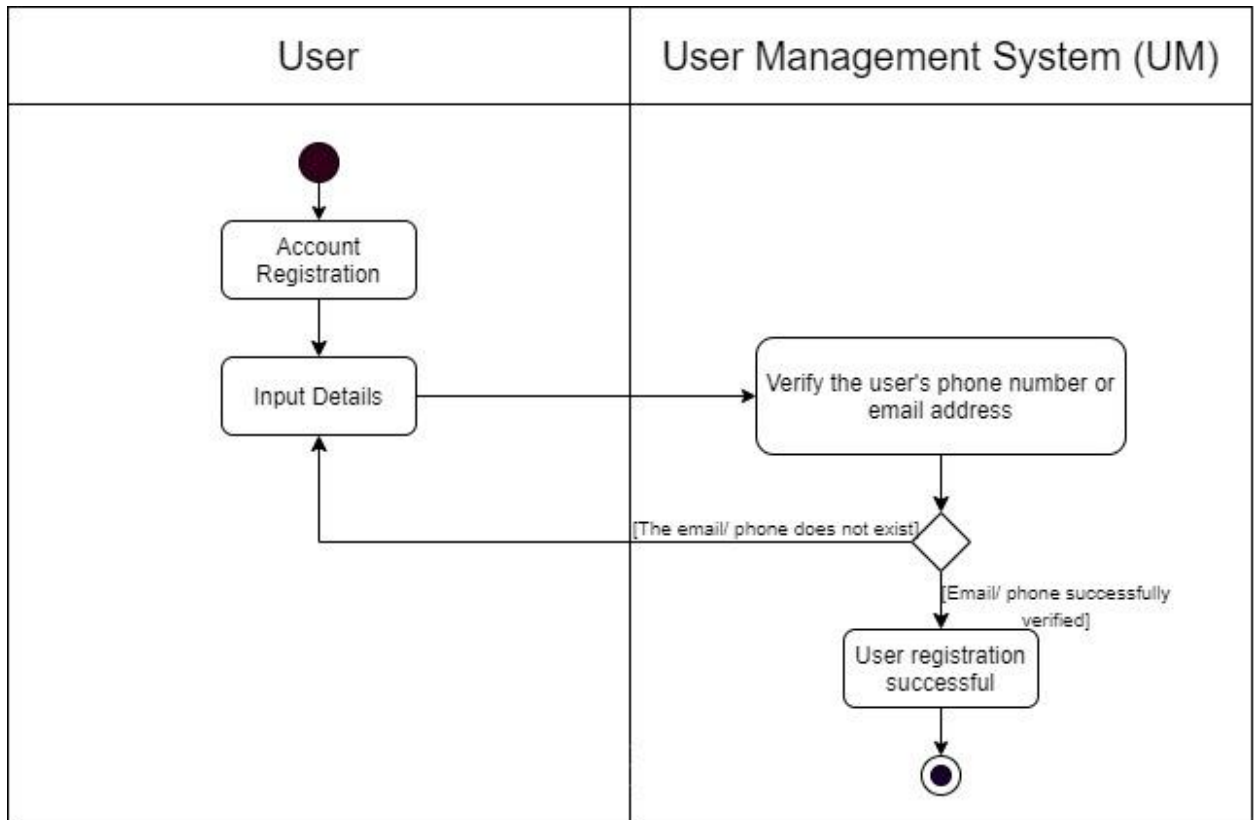 User
User Management System (UM)
Account
Registration
Input Details
Verify the user's phone number or
email address
[The email/ phone does not exist]
[Email/ phone successfully
verified]
User registration
successful